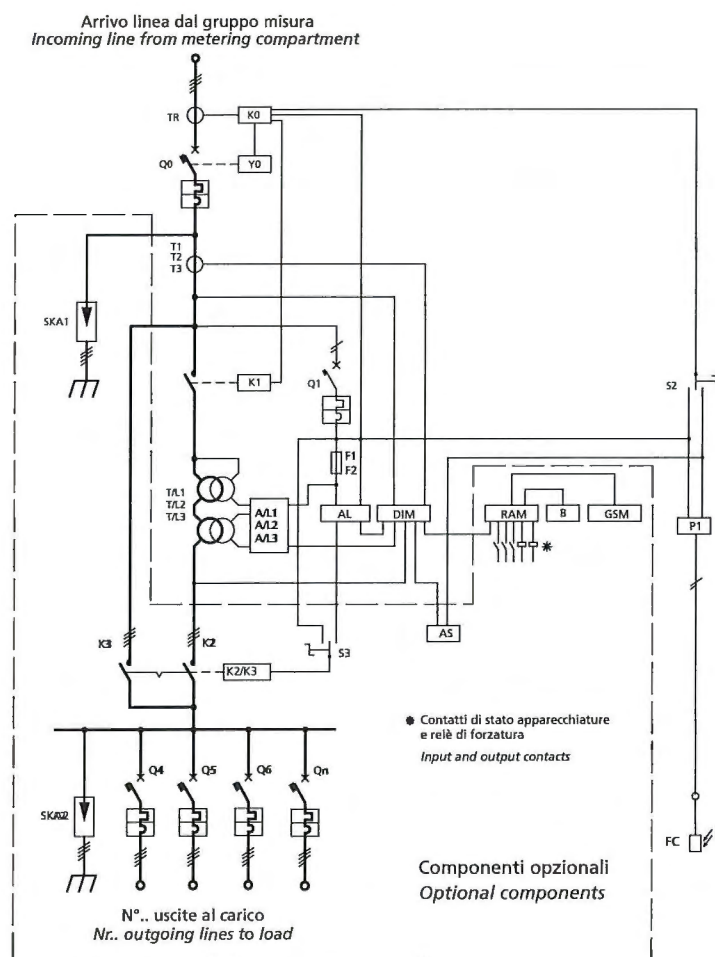 Arrivo linea dal gruppo misura
Incoming line from metering compartment
TR
K0
Q0
Y0
T1
T2
T3
SKA1
K1
Q1
S2
F1
F2
T/L1
T/L2
T/L3
A/L1
A/L2
A/L3
AL
DIM
RAM
B
GSM
P1
✱
AS
K3
K2
K2/K3
S3
✱ Contatti di stato apparecchiature
e relè di forzatura
Input and output contacts
Q4
Q5
Q6
Qn
SKA2
FC
Componenti opzionali
Optional components
N°.. uscite al carico
Nr.. outgoing lines to load